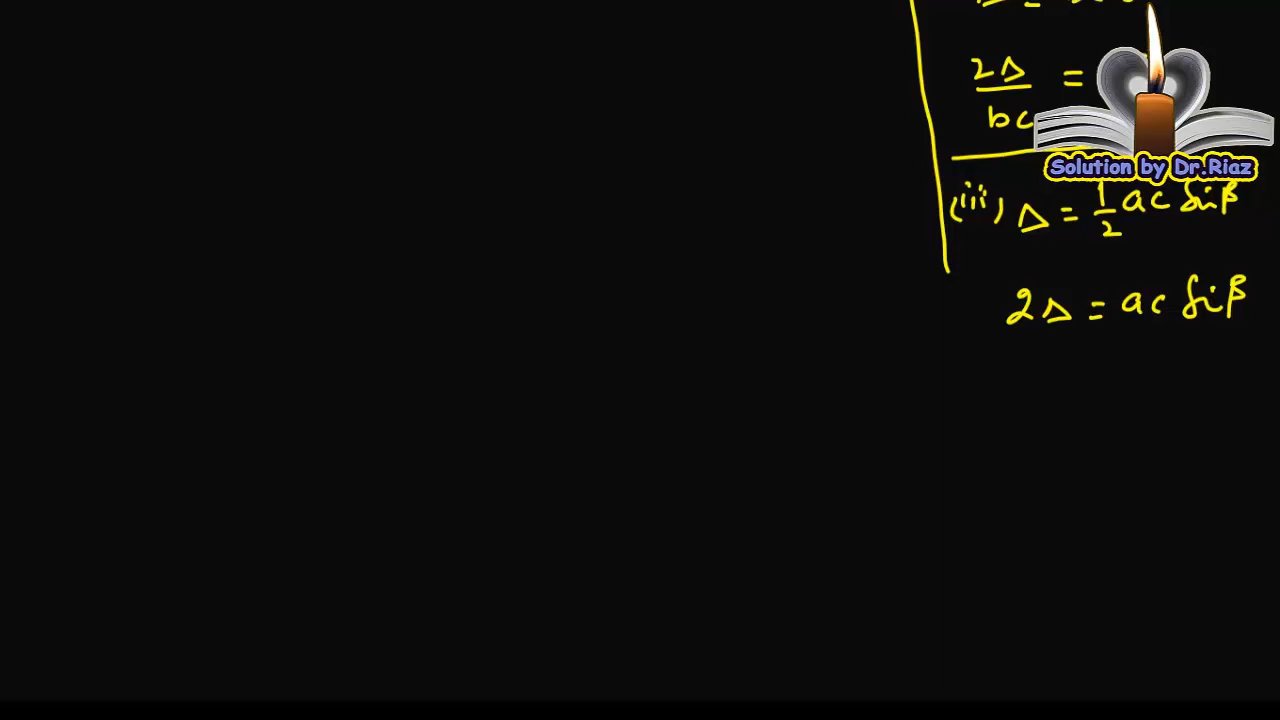 2Δ/bc =
Solution by Dr.Riaz
(iii) Δ = 1/2 ac Sinβ
2Δ = ac Sinβ